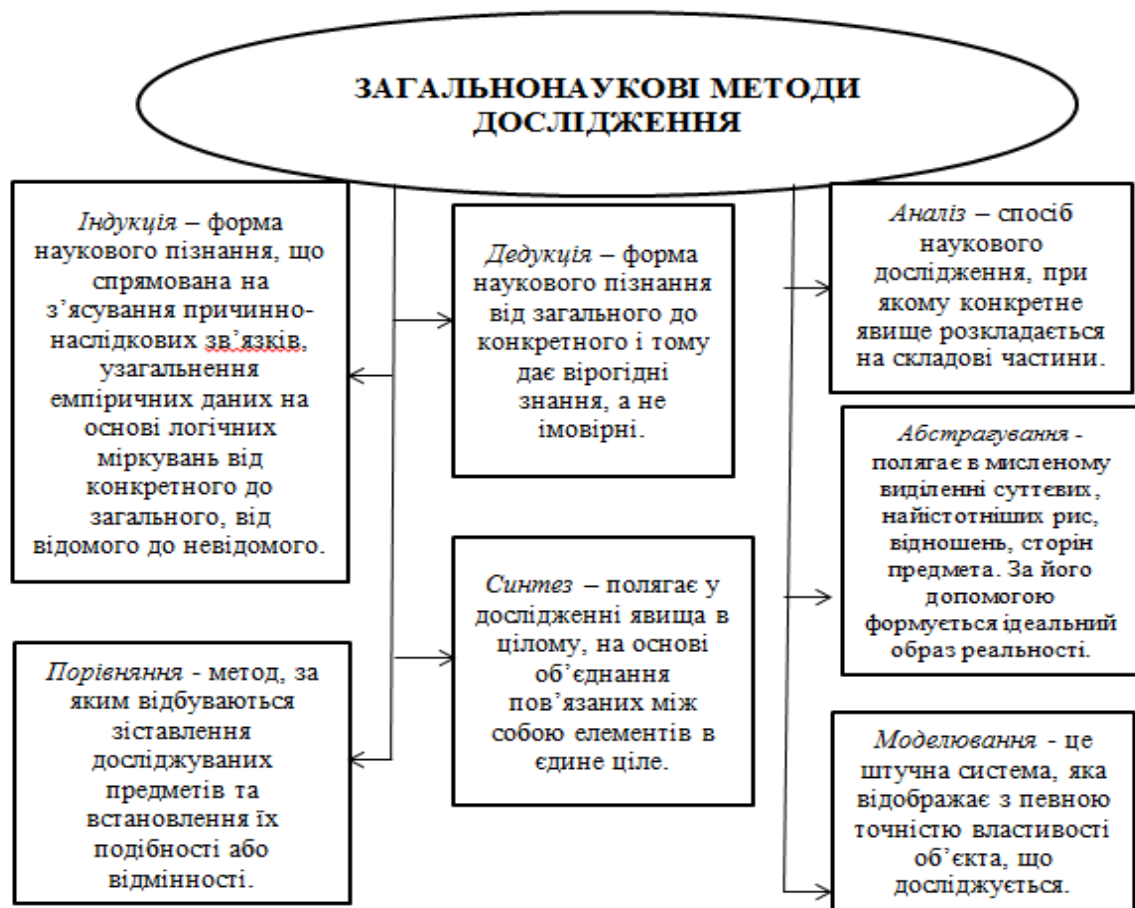 ЗАГАЛЬНОНАУКОВІ МЕТОДИ
ДОСЛІДЖЕННЯ
Індукція – форма
наукового пізнання, що
спрямована на
з’ясування причинно-
наслідкових зв’язків,
узагальнення
емпіричних даних на
основі логічних
міркувань від
конкретного до
загального, від
відомого до невідомого.
Дедукція – форма
наукового пізнання
від загального до
конкретного і тому
дає вірогідні
знання, а не
імовірні.
Аналіз – спосіб
наукового
дослідження, при
якому конкретне
явище розкладається
на складові частини.
Абстрагування -
полягає в мисленому
виділенні суттєвих,
найістотніших рис,
відношень, сторін
предмета. За його
допомогою
формується ідеальний
образ реальності.
Порівняння - метод, за
яким відбуваються
зіставлення
досліджуваних
предметів та
встановлення їх
подібності або
відмінності.
Синтез – полягає у
дослідженні явища в
цілому, на основі
об’єднання
пов’язаних між
собою елементів в
єдине ціле.
Моделювання - це
штучна система, яка
відображає з певною
точністю властивості
об’єкта, що
досліджується.